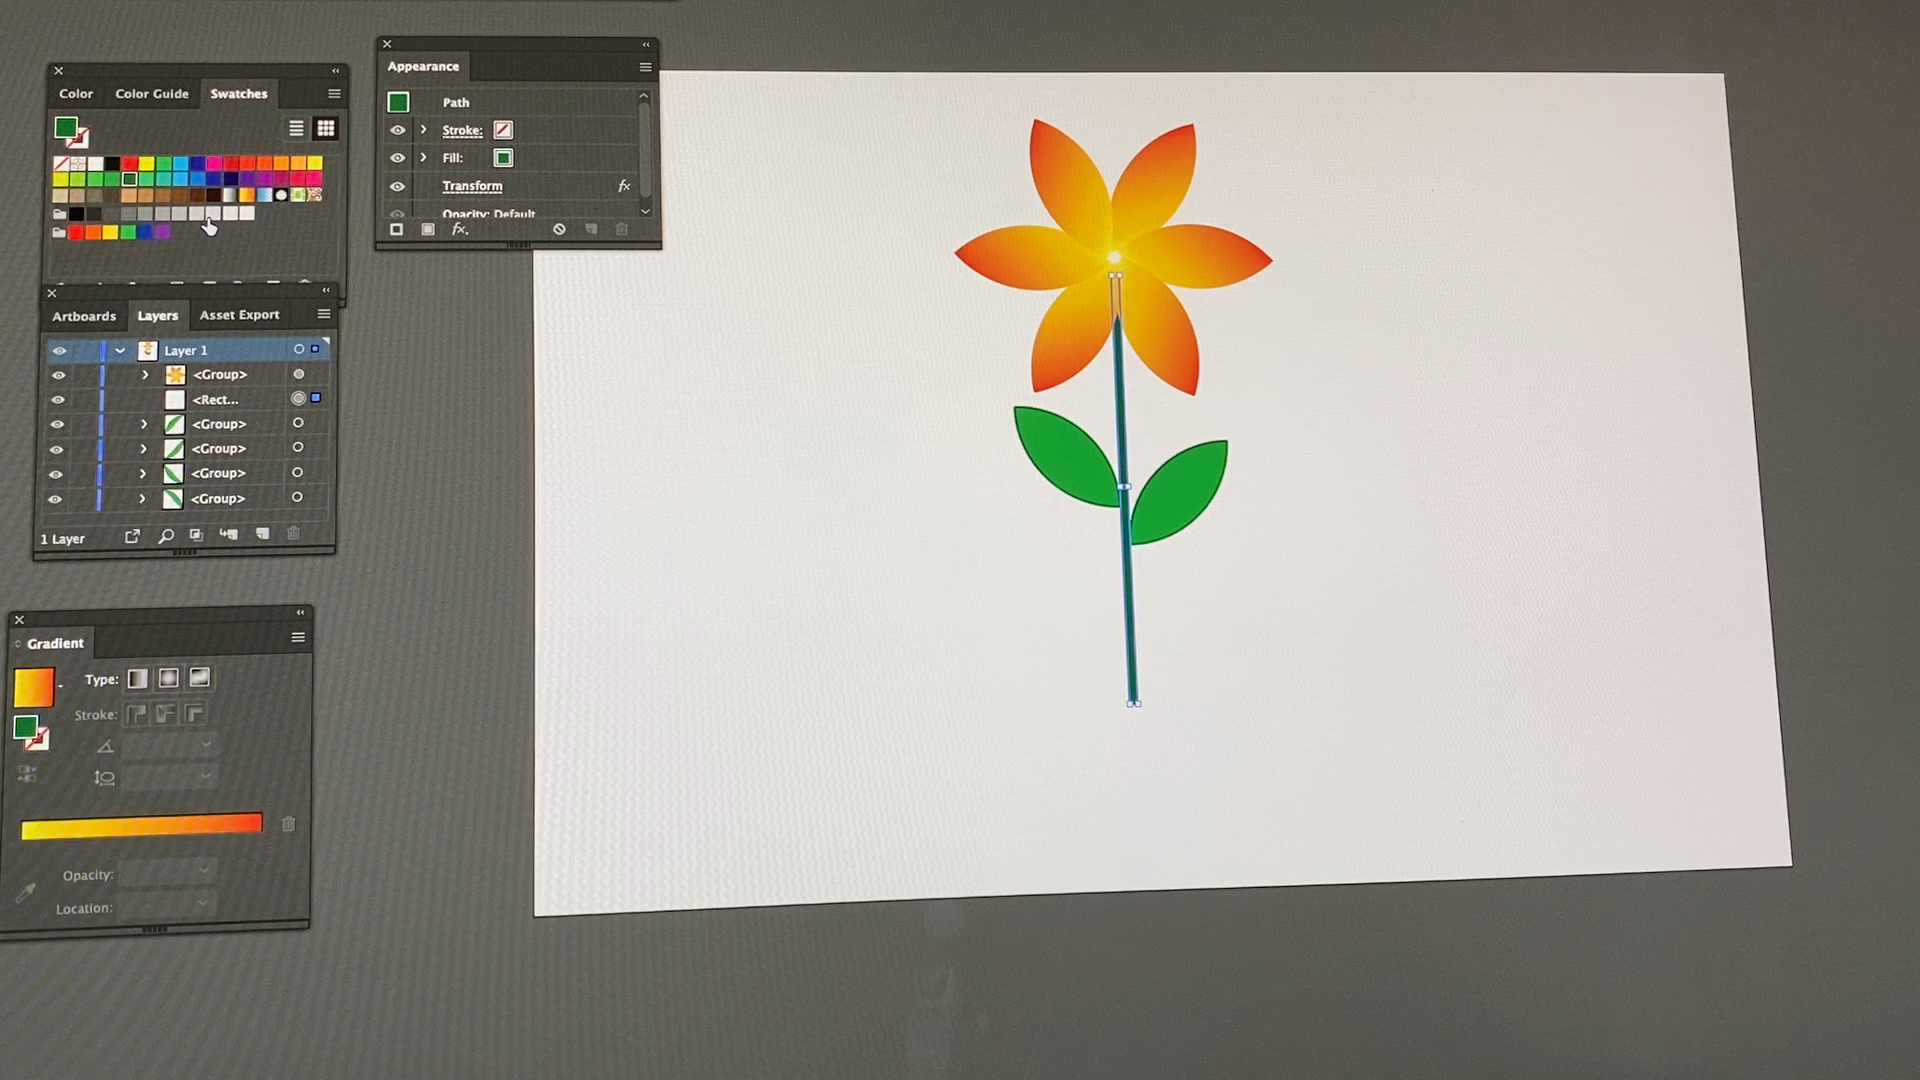 Appearance
Path
Stroke:
Fill:
Transform
fx
Opacity: Default
fx.
Color Color Guide Swatches
Artboards Layers Asset Export
Layer 1
<Group>
<Rect...
<Group>
<Group>
<Group>
<Group>
1 Layer
Gradient
Type:
Stroke:
Opacity:
Location: